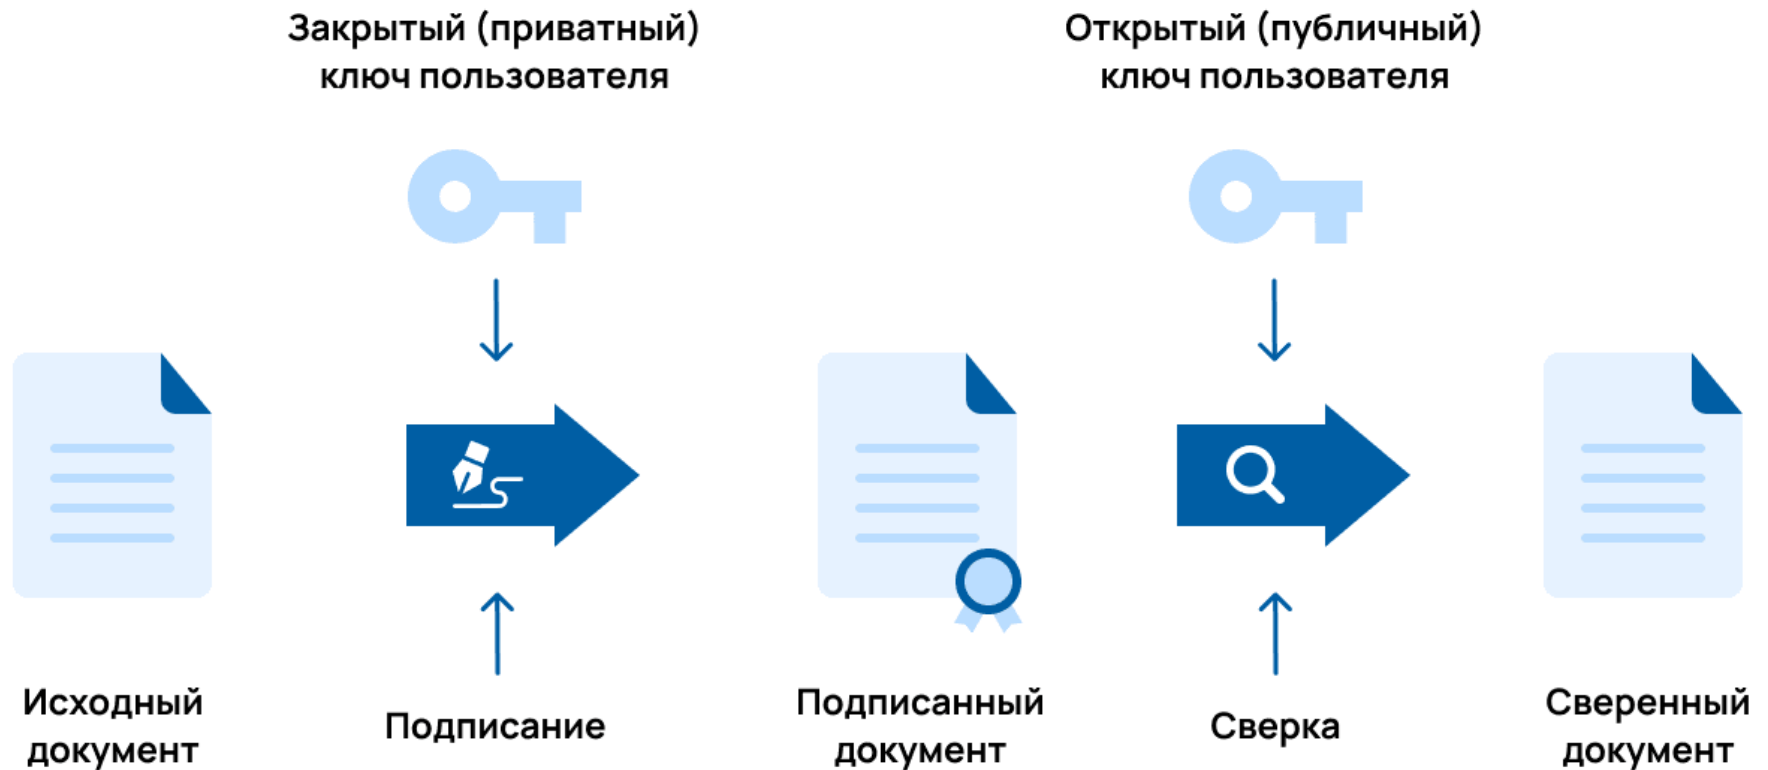 Закрытый (приватный)
ключ пользователя
Открытый (публичный)
ключ пользователя
Исходный
документ
Подписание
Подписанный
документ
Сверка
Сверенный
документ